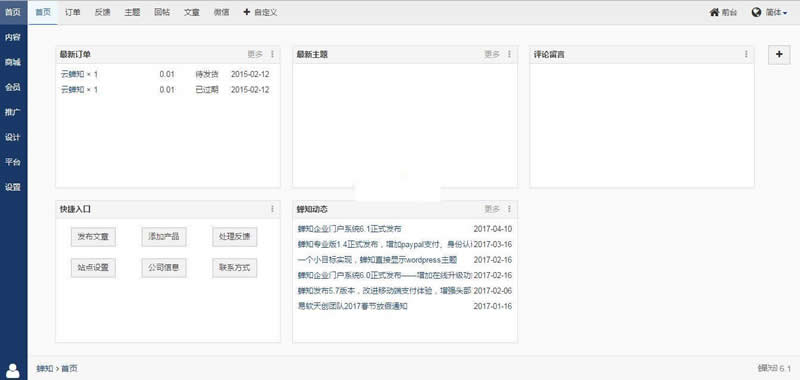 首页 首页 订单 反馈 主题 回帖 文章 微信 自定义 前台 简体
内容
商城
会员
推广
设计
平台
设置
最新订单 更多
云蝉知 × 1 0.01 待发货 2015-02-12
云蝉知 × 1 0.01 已过期 2015-02-12
最新主题 更多
评论留言
快捷入口
发布文章 添加产品 处理反馈
站点设置 公司信息 联系方式
蝉知动态 更多
蝉知企业门户系统6.1正式发布 2017-04-10
蝉知专业版1.4正式发布，增加paypal支付、身份认 2017-03-16
一个小目标实现，蝉知直接显示wordpress主题 2017-02-16
蝉知企业门户系统6.0正式发布——增加在线升级功 2017-02-16
蝉知发布5.7版本，改进移动端支付体验，增强头部 2017-02-06
易软天创团队2017春节放假通知 2017-01-16
蝉知 > 首页
蝉知 6.1